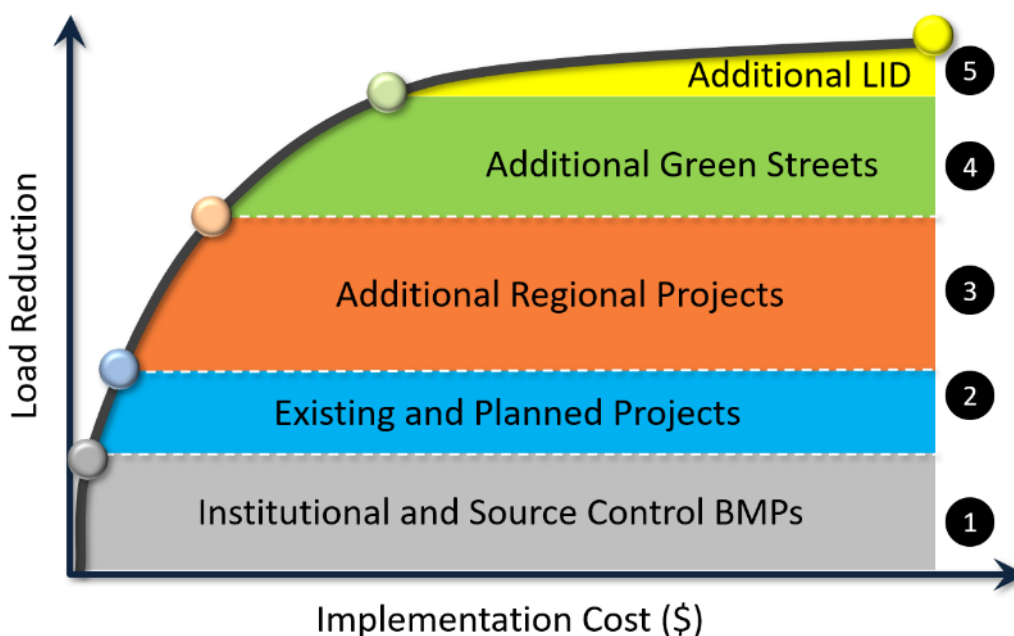 Additional LID
5
Additional Green Streets
4
Additional Regional Projects
3
Existing and Planned Projects
2
Institutional and Source Control BMPs
1
Load Reduction
Implementation Cost ($)